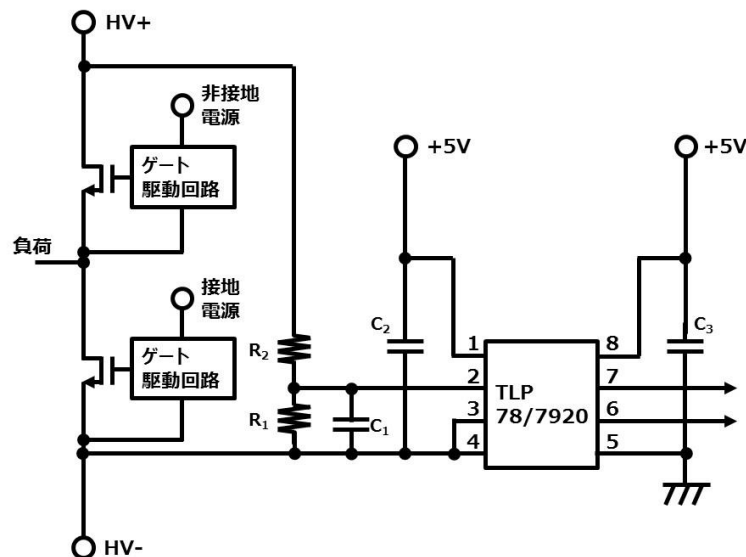 HV+
非接地
電源
ゲート
駆動回路
負荷
接地
電源
ゲート
駆動回路
HV-
R2
R1
C1
+5V
C2
1
2
3
4
TLP
78/7920
8
7
6
5
+5V
C3